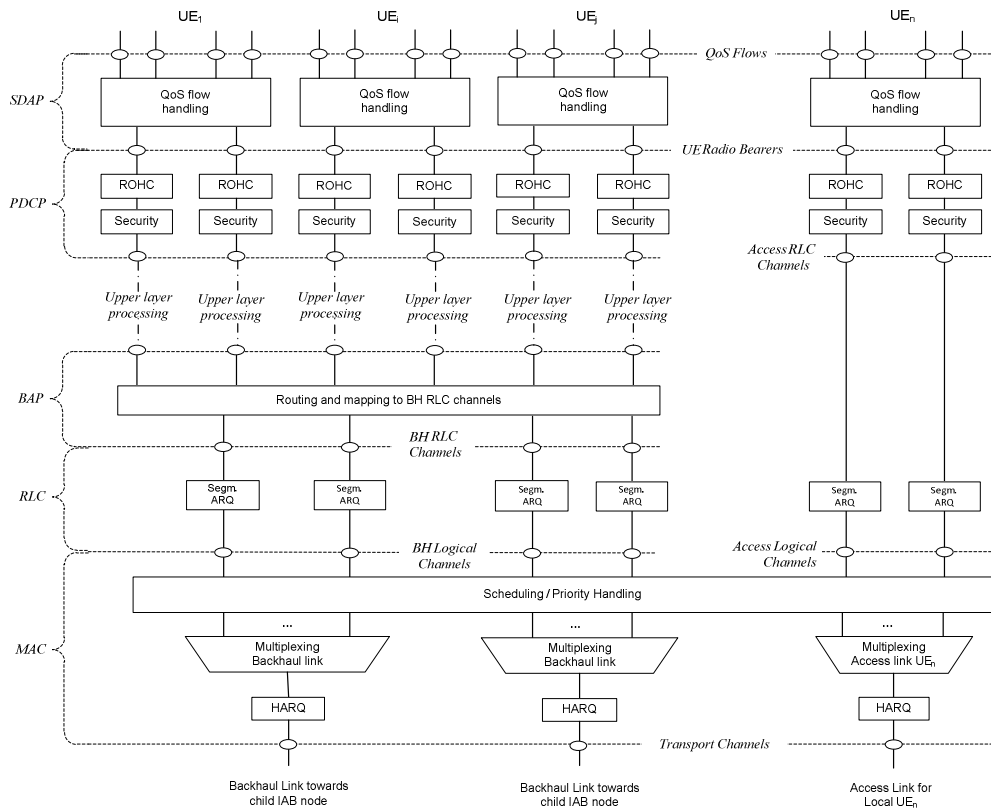 UE1 UEi UEj UEn
QoS Flows
SDAP
QoS flow handling
QoS flow handling
QoS flow handling
QoS flow handling
UE Radio Bearers
PDCP
ROHC ROHC ROHC ROHC ROHC ROHC ROHC ROHC
Security Security Security Security Security Security Security Security
Access RLC
Channels
Upper layer
processing
Upper layer
processing
Upper layer
processing
Upper layer
processing
Upper layer
processing
Upper layer
processing
BAP
Routing and mapping to BH RLC channels
BH RLC
Channels
RLC
Segm.
ARQ
Segm.
ARQ
Segm.
ARQ
Segm.
ARQ
Segm.
ARQ
Segm.
ARQ
BH Logical
Channels
Access Logical
Channels
Scheduling / Priority Handling
MAC
... ... ...
Multiplexing
Backhaul link
Multiplexing
Backhaul link
Multiplexing
Access link UEn
HARQ HARQ HARQ
Transport Channels
Backhaul Link towards
child IAB node
Backhaul Link towards
child IAB node
Access Link for
Local UEn